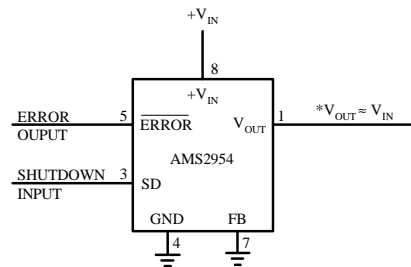 +VIN
8
+VIN
ERROR 5 ERROR VOUT 1 *VOUT ≈ VIN
OUPUT
AMS2954
SHUTDOWN 3 SD
INPUT
GND FB
4 7